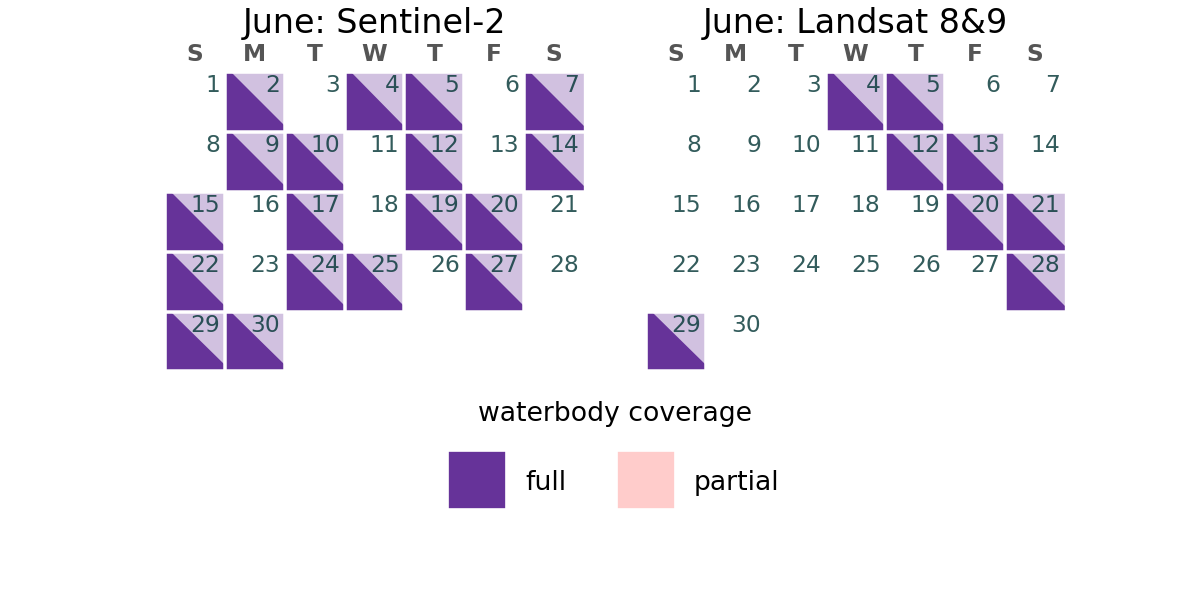 June: Sentinel-2
S M T W T F S
1 2 3 4 5 6 7
8 9 10 11 12 13 14
15 16 17 18 19 20 21
22 23 24 25 26 27 28
29 30
June: Landsat 8&9
S M T W T F S
1 2 3 4 5 6 7
8 9 10 11 12 13 14
15 16 17 18 19 20 21
22 23 24 25 26 27 28
29 30
waterbody coverage
full partial